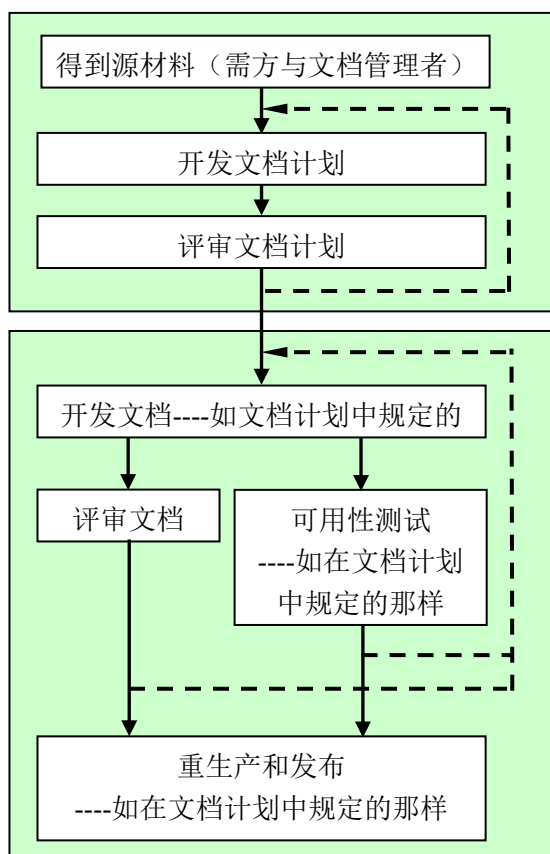 得到源材料（需方与文档管理者）
开发文档计划
评审文档计划
开发文档----如文档计划中规定的
评审文档
可用性测试
----如在文档计划
中规定的那样
重生产和发布
----如在文档计划中规定的那样